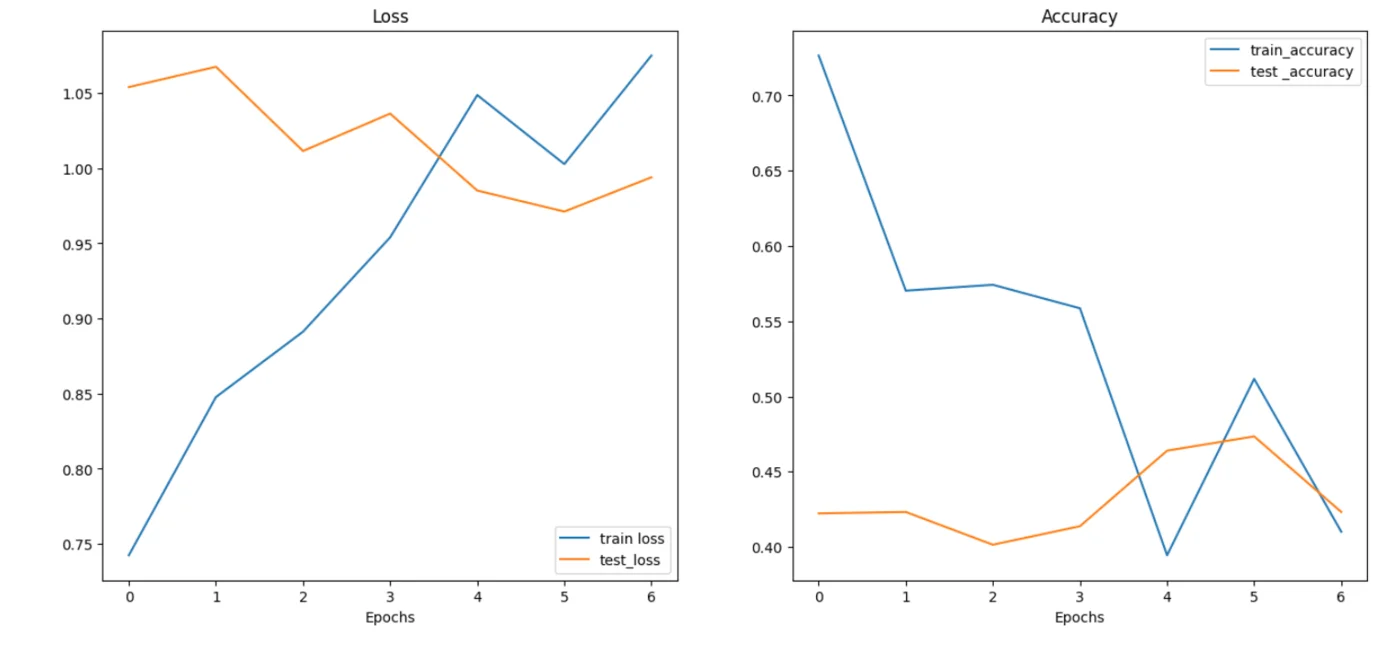 Loss
1.05
1.00
0.95
0.90
0.85
0.80
0.75
train loss
test_loss
0 1 2 3 4 5 6
Epochs
Accuracy
train_accuracy
test _accuracy
0.70
0.65
0.60
0.55
0.50
0.45
0.40
0 1 2 3 4 5 6
Epochs